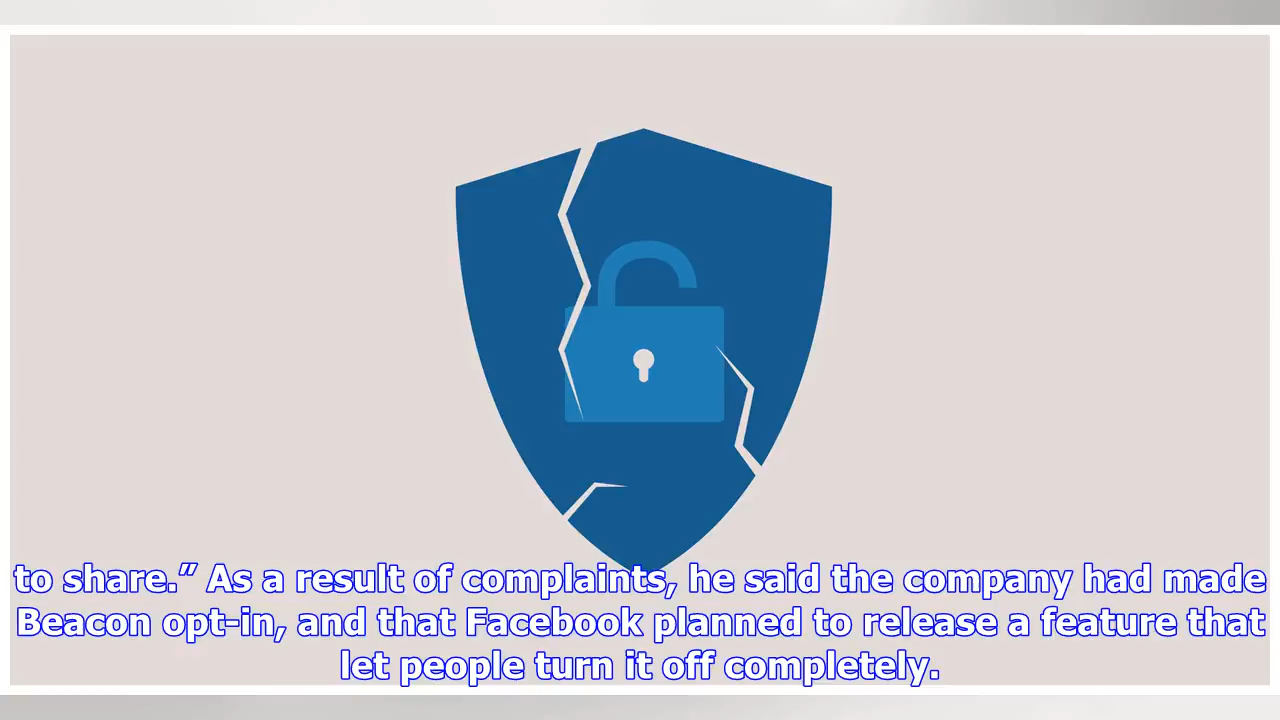 to share.” As a result of complaints, he said the company had made
Beacon opt-in, and that Facebook planned to release a feature that
let people turn it off completely.